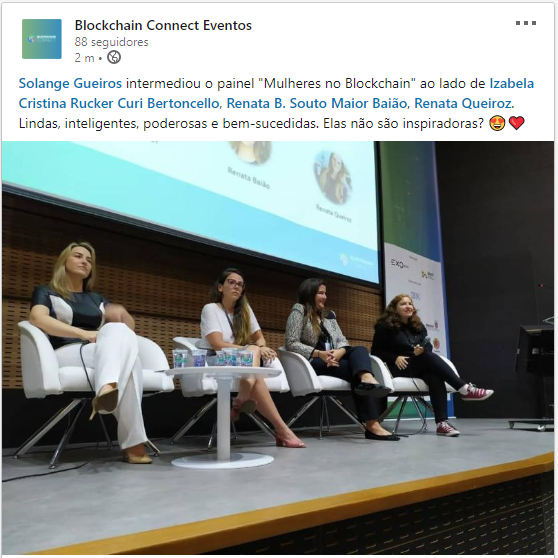 Blockchain Connect Eventos
88 seguidores
2 m •
Solange Gueiros intermediou o painel "Mulheres no Blockchain" ao lado de Izabela
Cristina Rucker Curi Bertoncello, Renata B. Souto Maior Baião, Renata Queiroz.
Lindas, inteligentes, poderosas e bem-sucedidas. Elas não são inspiradoras? 🤩❤️
Renata Baião
Renata Queiroz